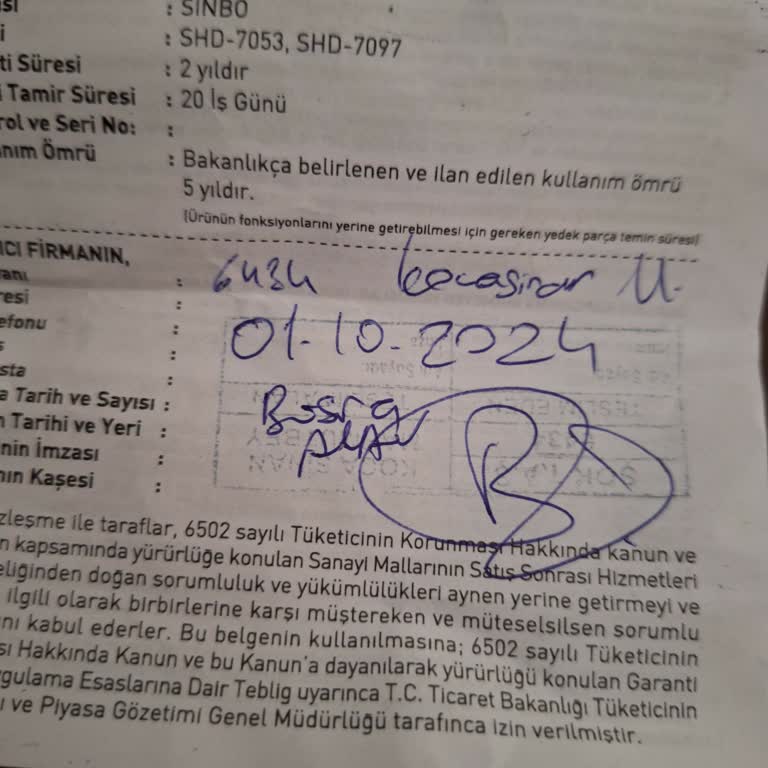 : SINBO
: SHD-7053, SHD-7097
ti Süresi : 2 yıldır
i Tamir Süresi : 20 İş Günü
rol ve Seri No: :
nım Ömrü : Bakanlıkça belirlenen ve ilan edilen kullanım ömrü
5 yıldır.
(Ürünün fonksiyonlarını yerine getirebilmesi için gereken yedek parça temin süresi)
ICI FİRMANIN,
anı : 6434 kocasinan M.
resi :
efonu : 01.10.2024
s :
sta :
a Tarih ve Sayısı :
n Tarihi ve Yeri :
nin İmzası :
nın Kaşesi :
zleşme ile taraflar, 6502 sayılı Tüketicinin Korunması Hakkında kanun ve
n kapsamında yürürlüğe konulan Sanayi Mallarının Satış Sonrası Hizmetleri
eliğinden doğan sorumluluk ve yükümlülükleri aynen yerine getirmeyi ve
ilgili olarak birbirlerine karşı müştereken ve müteselsilsen sorumlu
nı kabul ederler. Bu belgenin kullanılmasına; 6502 sayılı Tüketicinin
sı Hakkında Kanun ve bu Kanun'a dayanılarak yürürlüğü konulan Garanti
ygulama Esaslarına Dair Teblig uyarınca T.C. Ticaret Bakanlığı Tüketicinin
ı ve Piyasa Gözetimi Genel Müdürlüğü tarafınca izin verilmiştir.